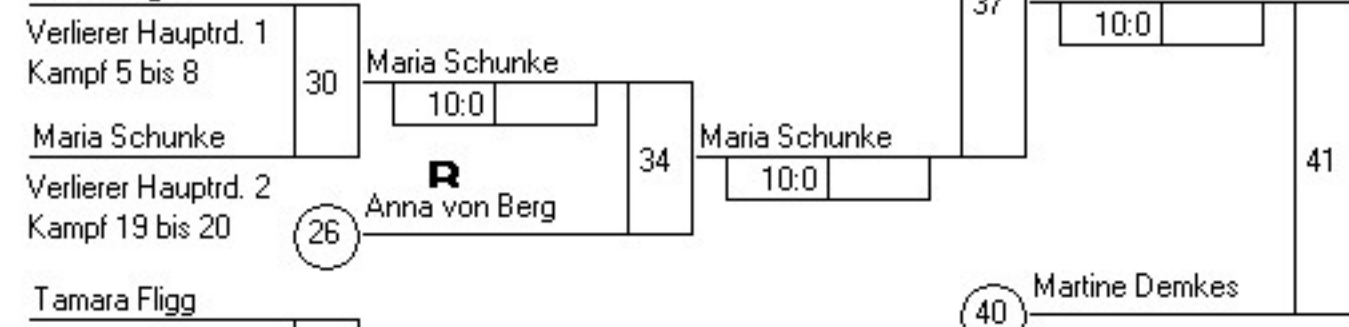 Verlierer Hauptrd. 1
Kampf 5 bis 8
30
Maria Schunke
10:0
37
10:0
Maria Schunke
34
Maria Schunke
10:0
41
R
Verlierer Hauptrd. 2
Kampf 19 bis 20
26
Anna von Berg
Tamara Fligg
40
Martine Demkes